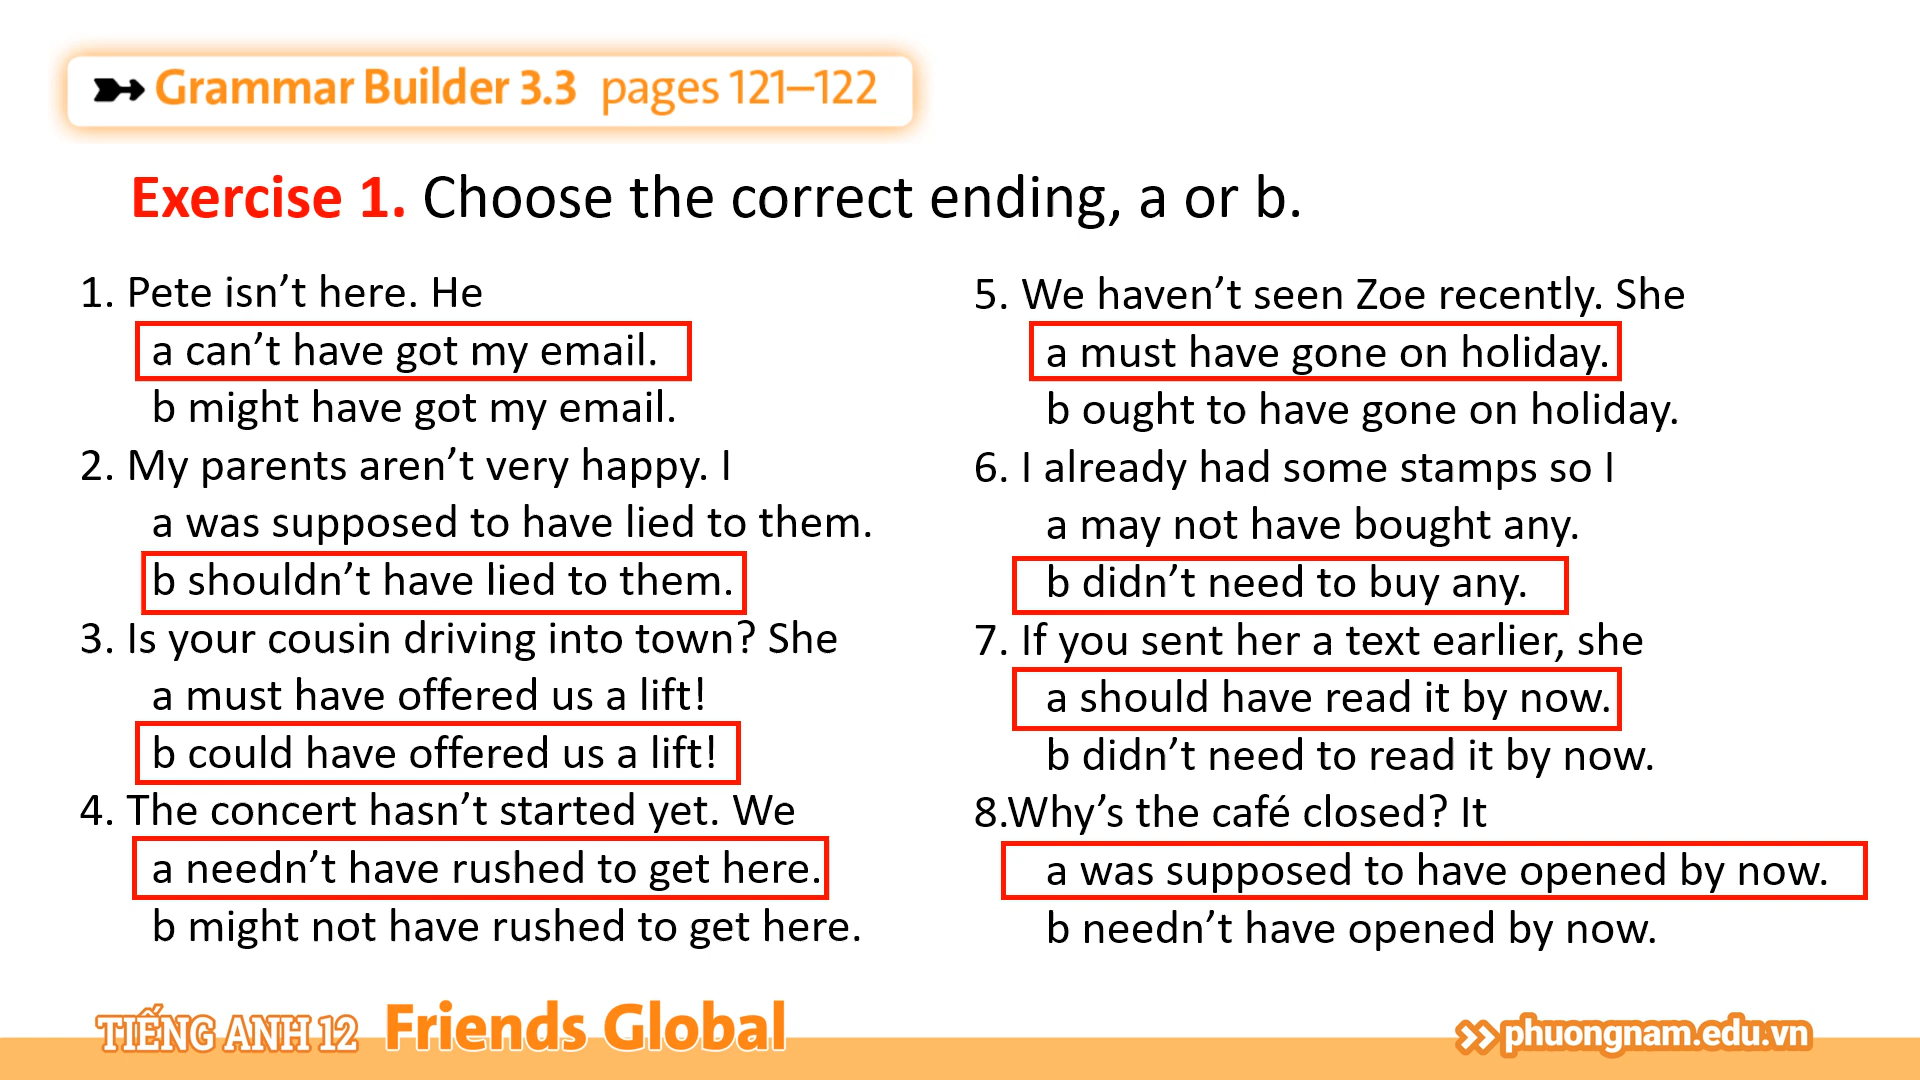 Grammar Builder 3.3 pages 121–122
Exercise 1. Choose the correct ending, a or b.
1. Pete isn’t here. He
a can’t have got my email.
b might have got my email.
2. My parents aren’t very happy. I
a was supposed to have lied to them.
b shouldn’t have lied to them.
3. Is your cousin driving into town? She
a must have offered us a lift!
b could have offered us a lift!
4. The concert hasn’t started yet. We
a needn’t have rushed to get here.
b might not have rushed to get here.
5. We haven’t seen Zoe recently. She
a must have gone on holiday.
b ought to have gone on holiday.
6. I already had some stamps so I
a may not have bought any.
b didn’t need to buy any.
7. If you sent her a text earlier, she
a should have read it by now.
b didn’t need to read it by now.
8.Why’s the café closed? It
a was supposed to have opened by now.
b needn’t have opened by now.
TIẾNG ANH 12 Friends Global
phuongnam.edu.vn